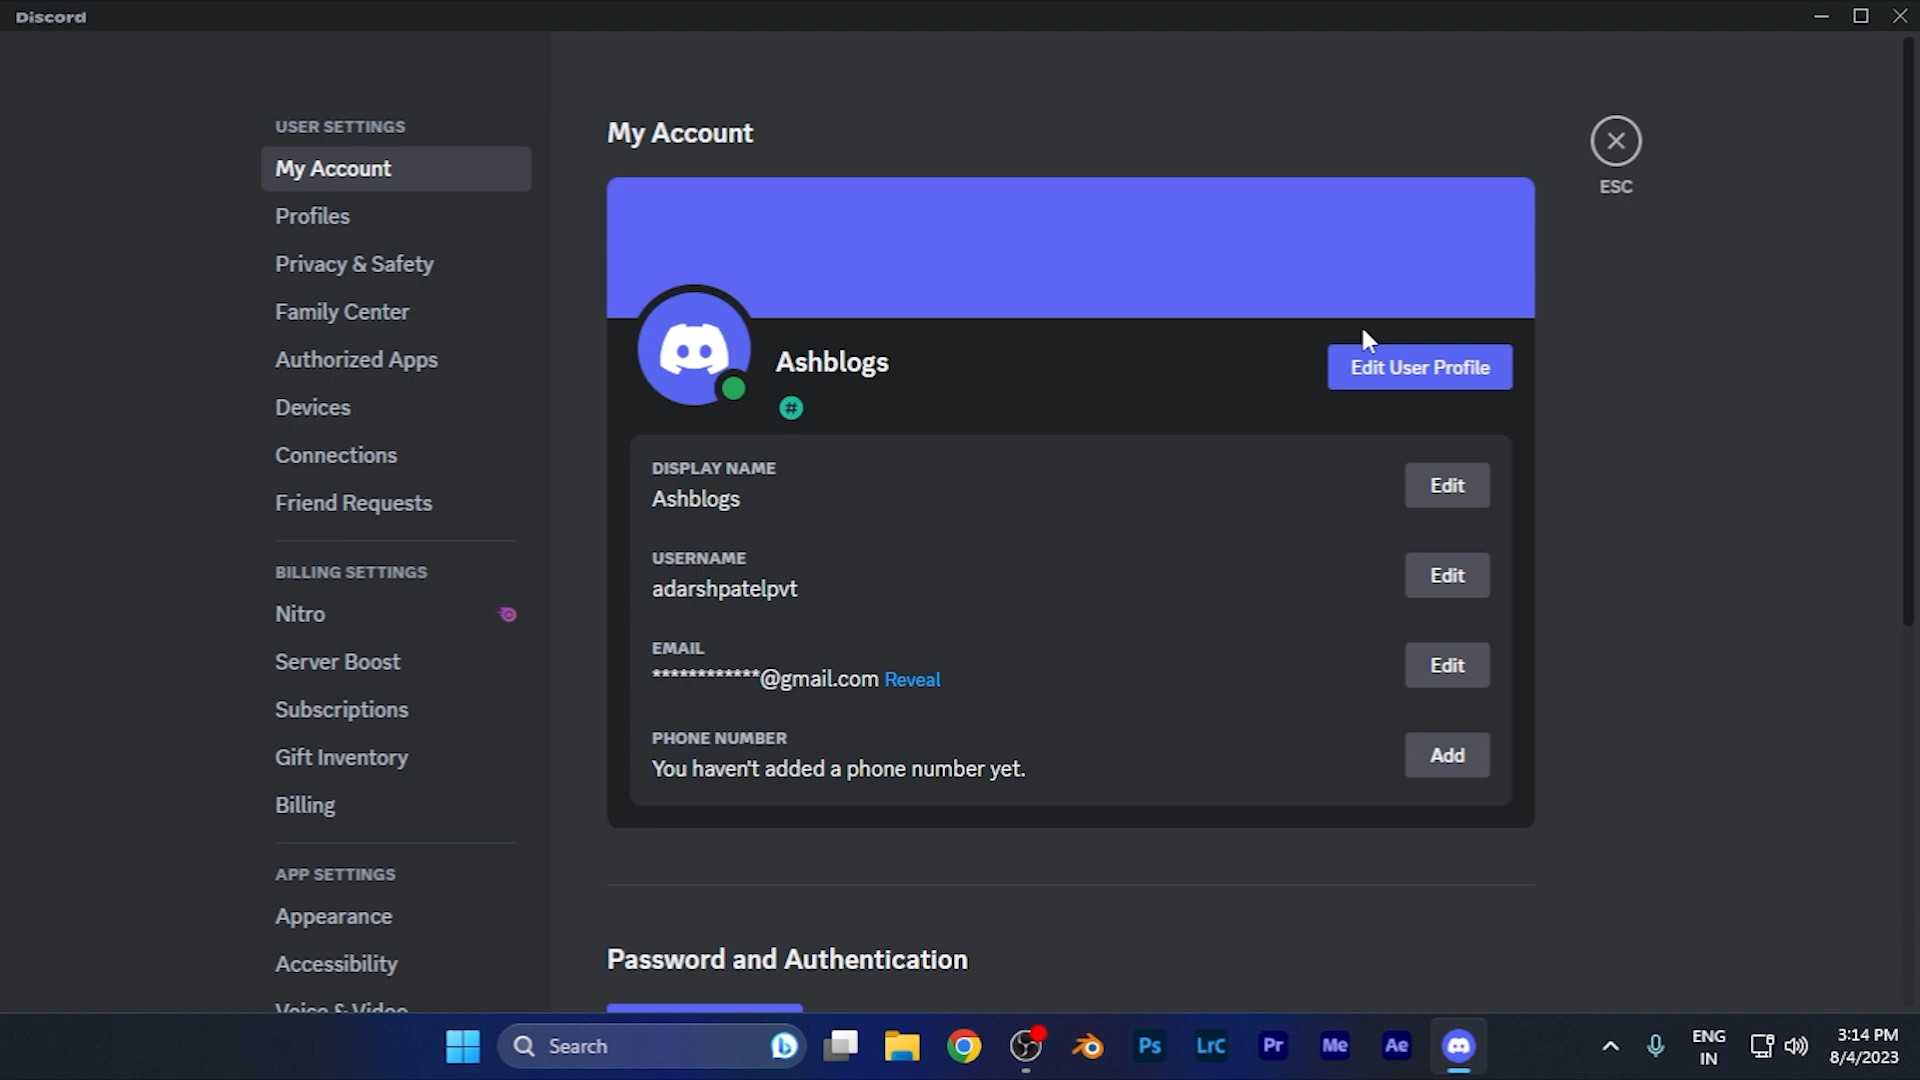 Discord
USER SETTINGS
My Account
Profiles
Privacy & Safety
Family Center
Authorized Apps
Devices
Connections
Friend Requests
BILLING SETTINGS
Nitro
Server Boost
Subscriptions
Gift Inventory
Billing
APP SETTINGS
Appearance
Accessibility
Voice & Video
My Account
ESC
Ashblogs
Edit User Profile
#
DISPLAY NAME
Ashblogs
Edit
USERNAME
adarshpatelpvt
Edit
EMAIL
************@gmail.com Reveal
Edit
PHONE NUMBER
You haven't added a phone number yet.
Add
Password and Authentication
Search
Ps
LrC
Pr
Me
Ae
ENG
IN
3:14 PM
8/4/2023